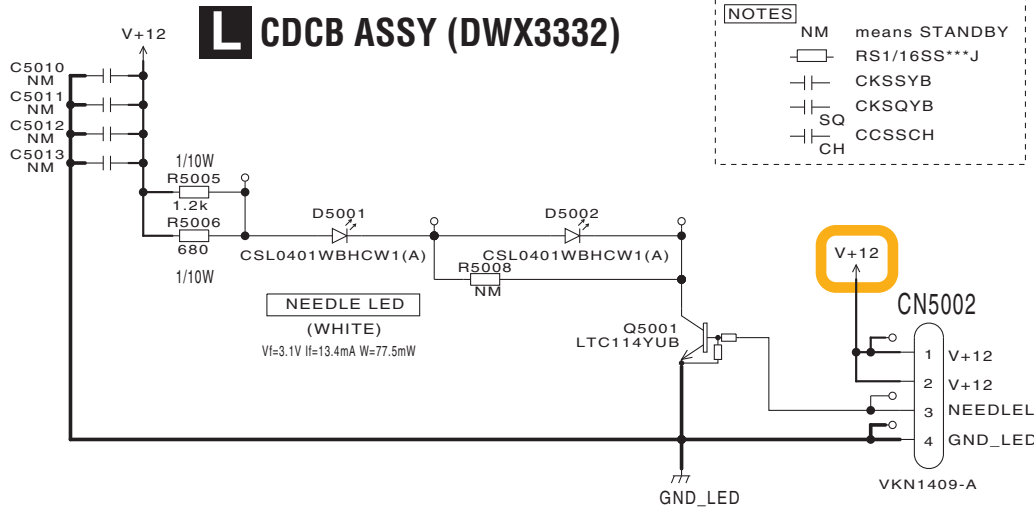 L CDCB ASSY (DWX3332)
NOTES
NM means STANDBY
RS1/16SS***J
CKSSYB
CKSQYB
SQ
CCSSCH
CH
V+12
C5010
NM
C5011
NM
C5012
NM
C5013
NM
1/10W
R5005
1.2k
R5006
680
1/10W
D5001
CSL0401WBHCW1(A)
D5002
CSL0401WBHCW1(A)
R5008
NM
NEEDLE LED
(WHITE)
Vf=3.1V If=13.4mA W=77.5mW
Q5001
LTC114YUB
GND_LED
V+12
CN5002
1 V+12
2 V+12
3 NEEDLEL
4 GND_LED
VKN1409-A